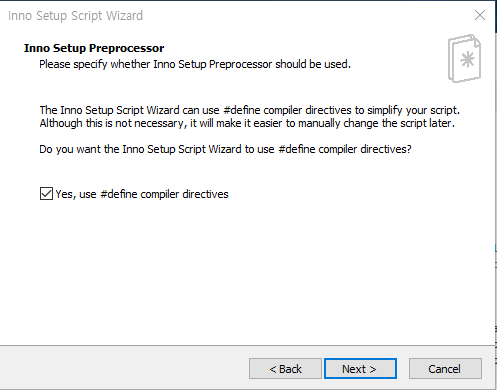 Inno Setup Script Wizard
Inno Setup Preprocessor
Please specify whether Inno Setup Preprocessor should be used.
The Inno Setup Script Wizard can use #define compiler directives to simplify your script.
Although this is not necessary, it will make it easier to manually change the script later.
Do you want the Inno Setup Script Wizard to use #define compiler directives?
Yes, use #define compiler directives
< Back
Next >
Cancel